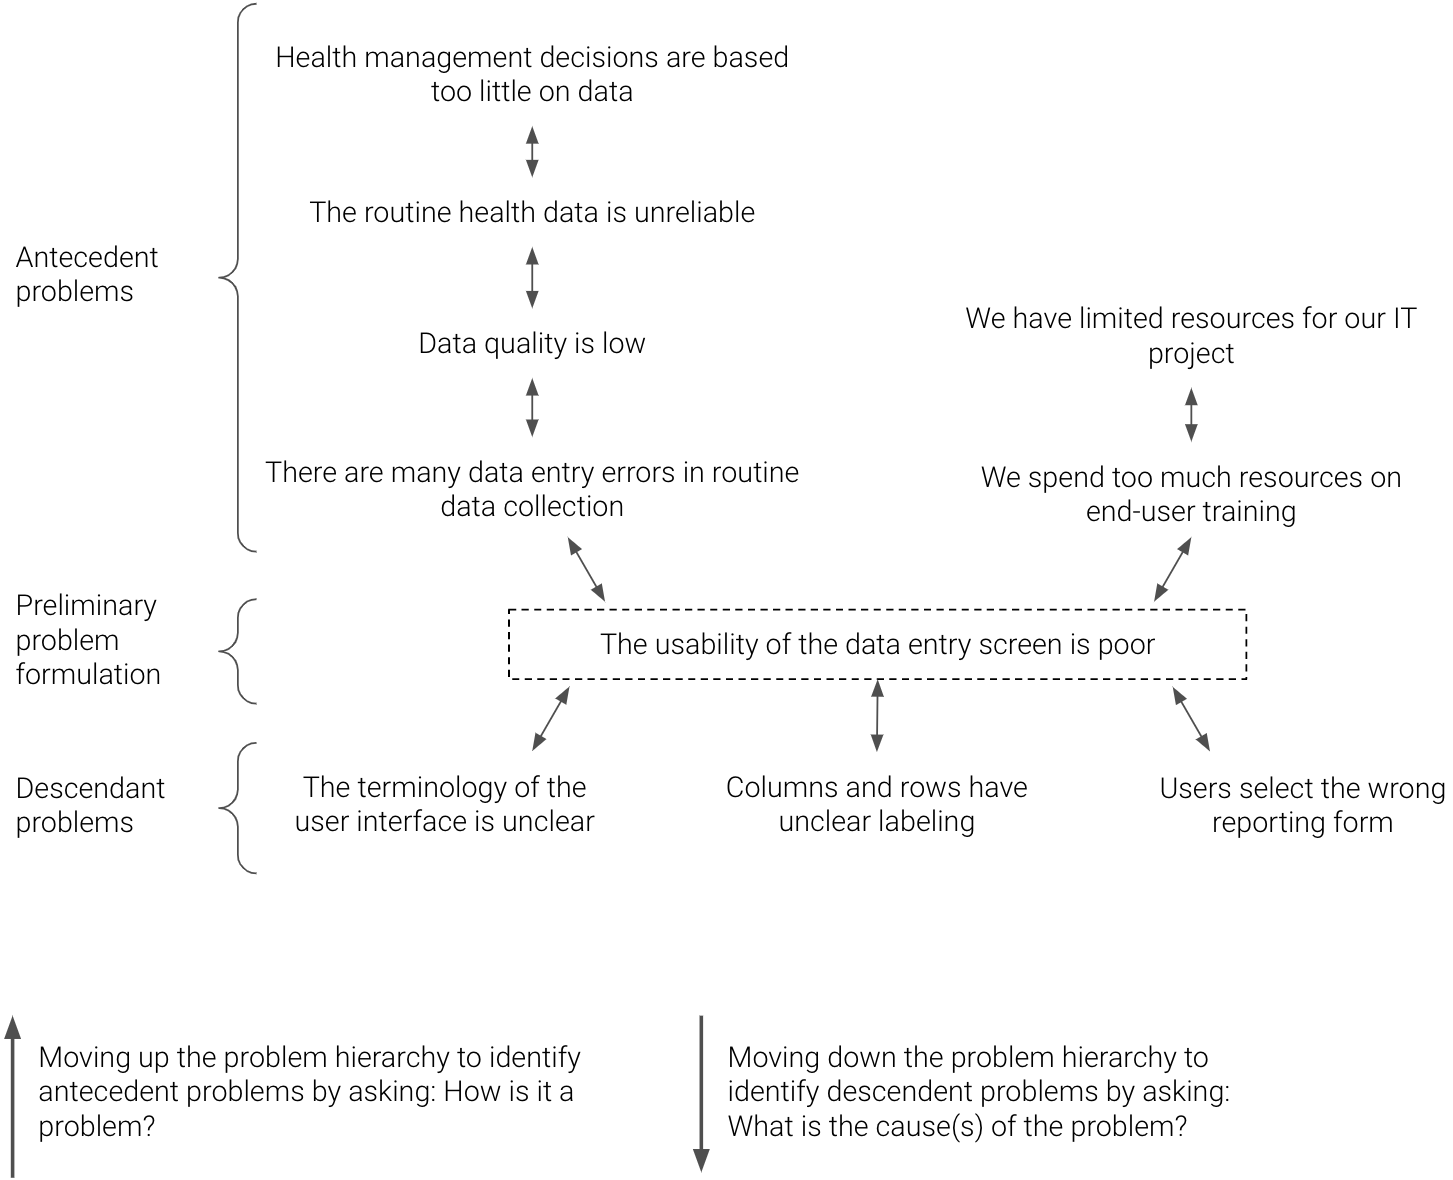 Health management decisions are based
too little on data
The routine health data is unreliable
Antecedent
problems
Data quality is low
We have limited resources for our IT
project
There are many data entry errors in routine
data collection
We spend too much resources on
end-user training
Preliminary
problem
formulation
The usability of the data entry screen is poor
Descendant
problems
The terminology of the
user interface is unclear
Columns and rows have
unclear labeling
Users select the wrong
reporting form
Moving up the problem hierarchy to identify
antecedent problems by asking: How is it a
problem?
Moving down the problem hierarchy to
identify descendent problems by asking:
What is the cause(s) of the problem?